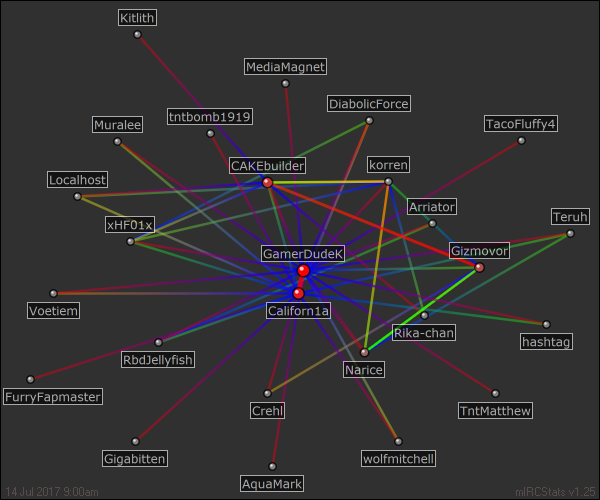 Kitlith
MediaMagnet
DiabolicForce
tntbomb1919
Muralee
TacoFluffy4
CAKEbuilder
korren
Localhost
Arriator
Teruh
xHF01x
GamerDudeK
Gizmovor
Voetiem
Californ1a
Rika-chan
hashtag
RbdJellyfish
Narice
FurryFapmaster
Crehl
TntMatthew
Gigabitten
wolfmitchell
AquaMark
14 Jul 2017 9:00am
mIRCStats v1.25